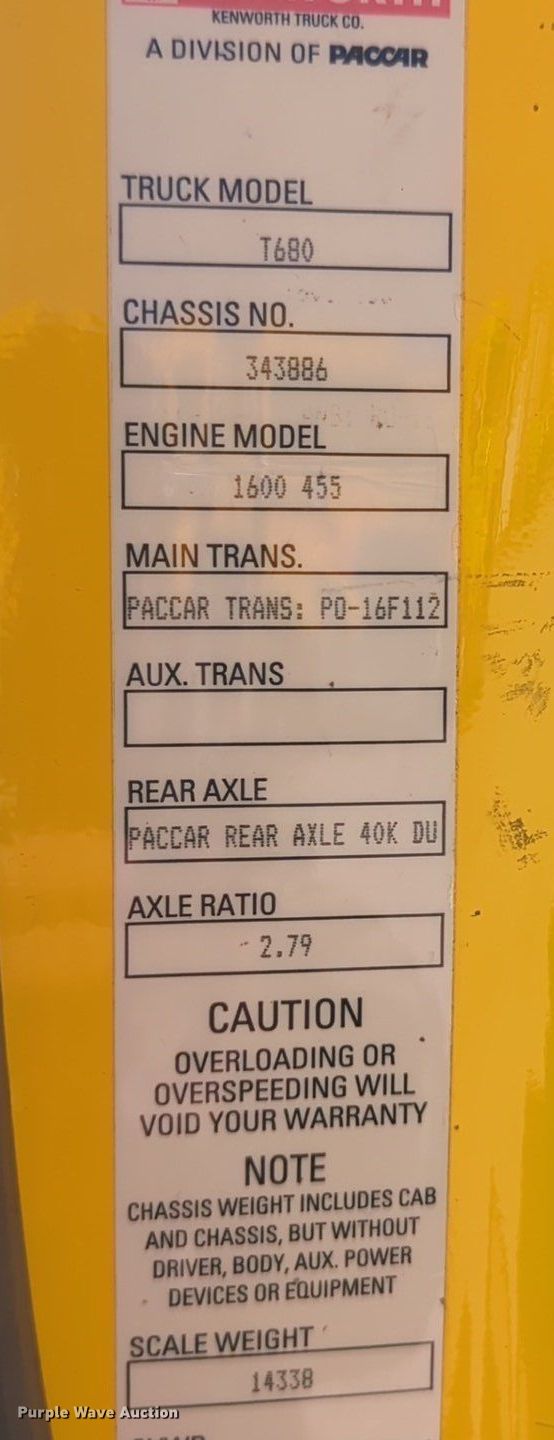 KENWORTH TRUCK CO.
A DIVISION OF PACCAR
TRUCK MODEL
T680
CHASSIS NO.
343886
ENGINE MODEL
1600 455
MAIN TRANS.
PACCAR TRANS: PO-16F112
AUX. TRANS
REAR AXLE
PACCAR REAR AXLE 40K DU
AXLE RATIO
2.79
CAUTION
OVERLOADING OR
OVERSPEEDING WILL
VOID YOUR WARRANTY
NOTE
CHASSIS WEIGHT INCLUDES CAB
AND CHASSIS, BUT WITHOUT
DRIVER, BODY, AUX. POWER
DEVICES OR EQUIPMENT
SCALE WEIGHT
14338
Purple Wave Auction